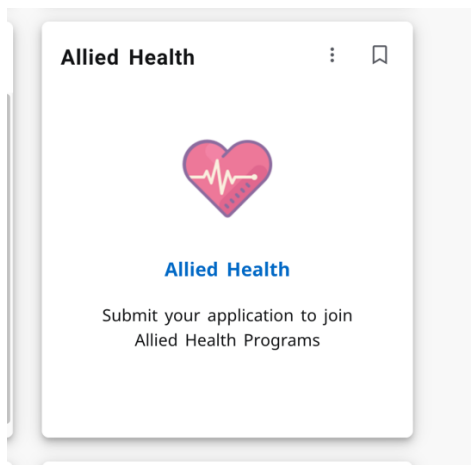 Allied Health
Allied Health
Submit your application to join
Allied Health Programs